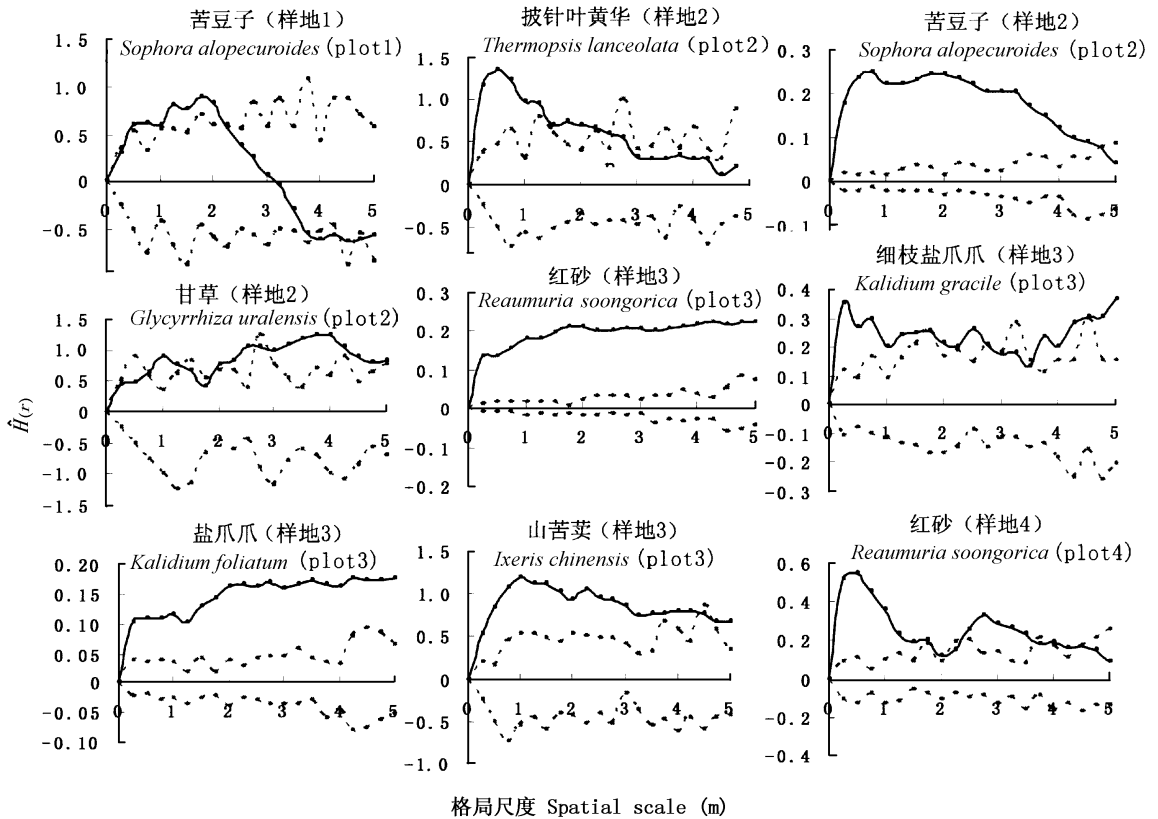 苦豆子(样地1)
Sophora alopecuroides (plot1)
1.5
1.0
0.5
0
-0.5
0 1 2 3 4 5
披针叶黄华(样地2)
Thermopsis lanceolata (plot2)
1.5
1.0
0.5
0
-0.5
0 1 2 3 4 5
苦豆子(样地2)
Sophora alopecuroides (plot2)
0.3
0.2
0.1
0
-0.1
0 1 2 3 4 5
甘草(样地2)
Glycyrrhiza uralensis (plot2)
1.5
1.0
0.5
0
-0.5
-1.0
-1.5
0 1 2 3 4 5
红砂(样地3)
Reaumuria soongorica (plot3)
0.3
0.2
0.1
0
-0.1
-0.2
0 1 2 3 4 5
细枝盐爪爪(样地3)
Kalidium gracile (plot3)
0.4
0.3
0.2
0.1
0
-0.1
-0.2
-0.3
0 1 2 3 4 5
Ĥ(r)
盐爪爪(样地3)
Kalidium foliatum (plot3)
0.20
0.15
0.10
0.05
0
-0.05
-0.10
0 1 2 3 4 5
山苦荬(样地3)
Ixeris chinensis (plot3)
1.5
1.0
0.5
0
-0.5
-1.0
0 1 2 3 4 5
红砂(样地4)
Reaumuria soongorica (plot4)
0.6
0.4
0.2
0
-0.2
-0.4
0 1 2 3 4 5
格局尺度 Spatial scale (m)